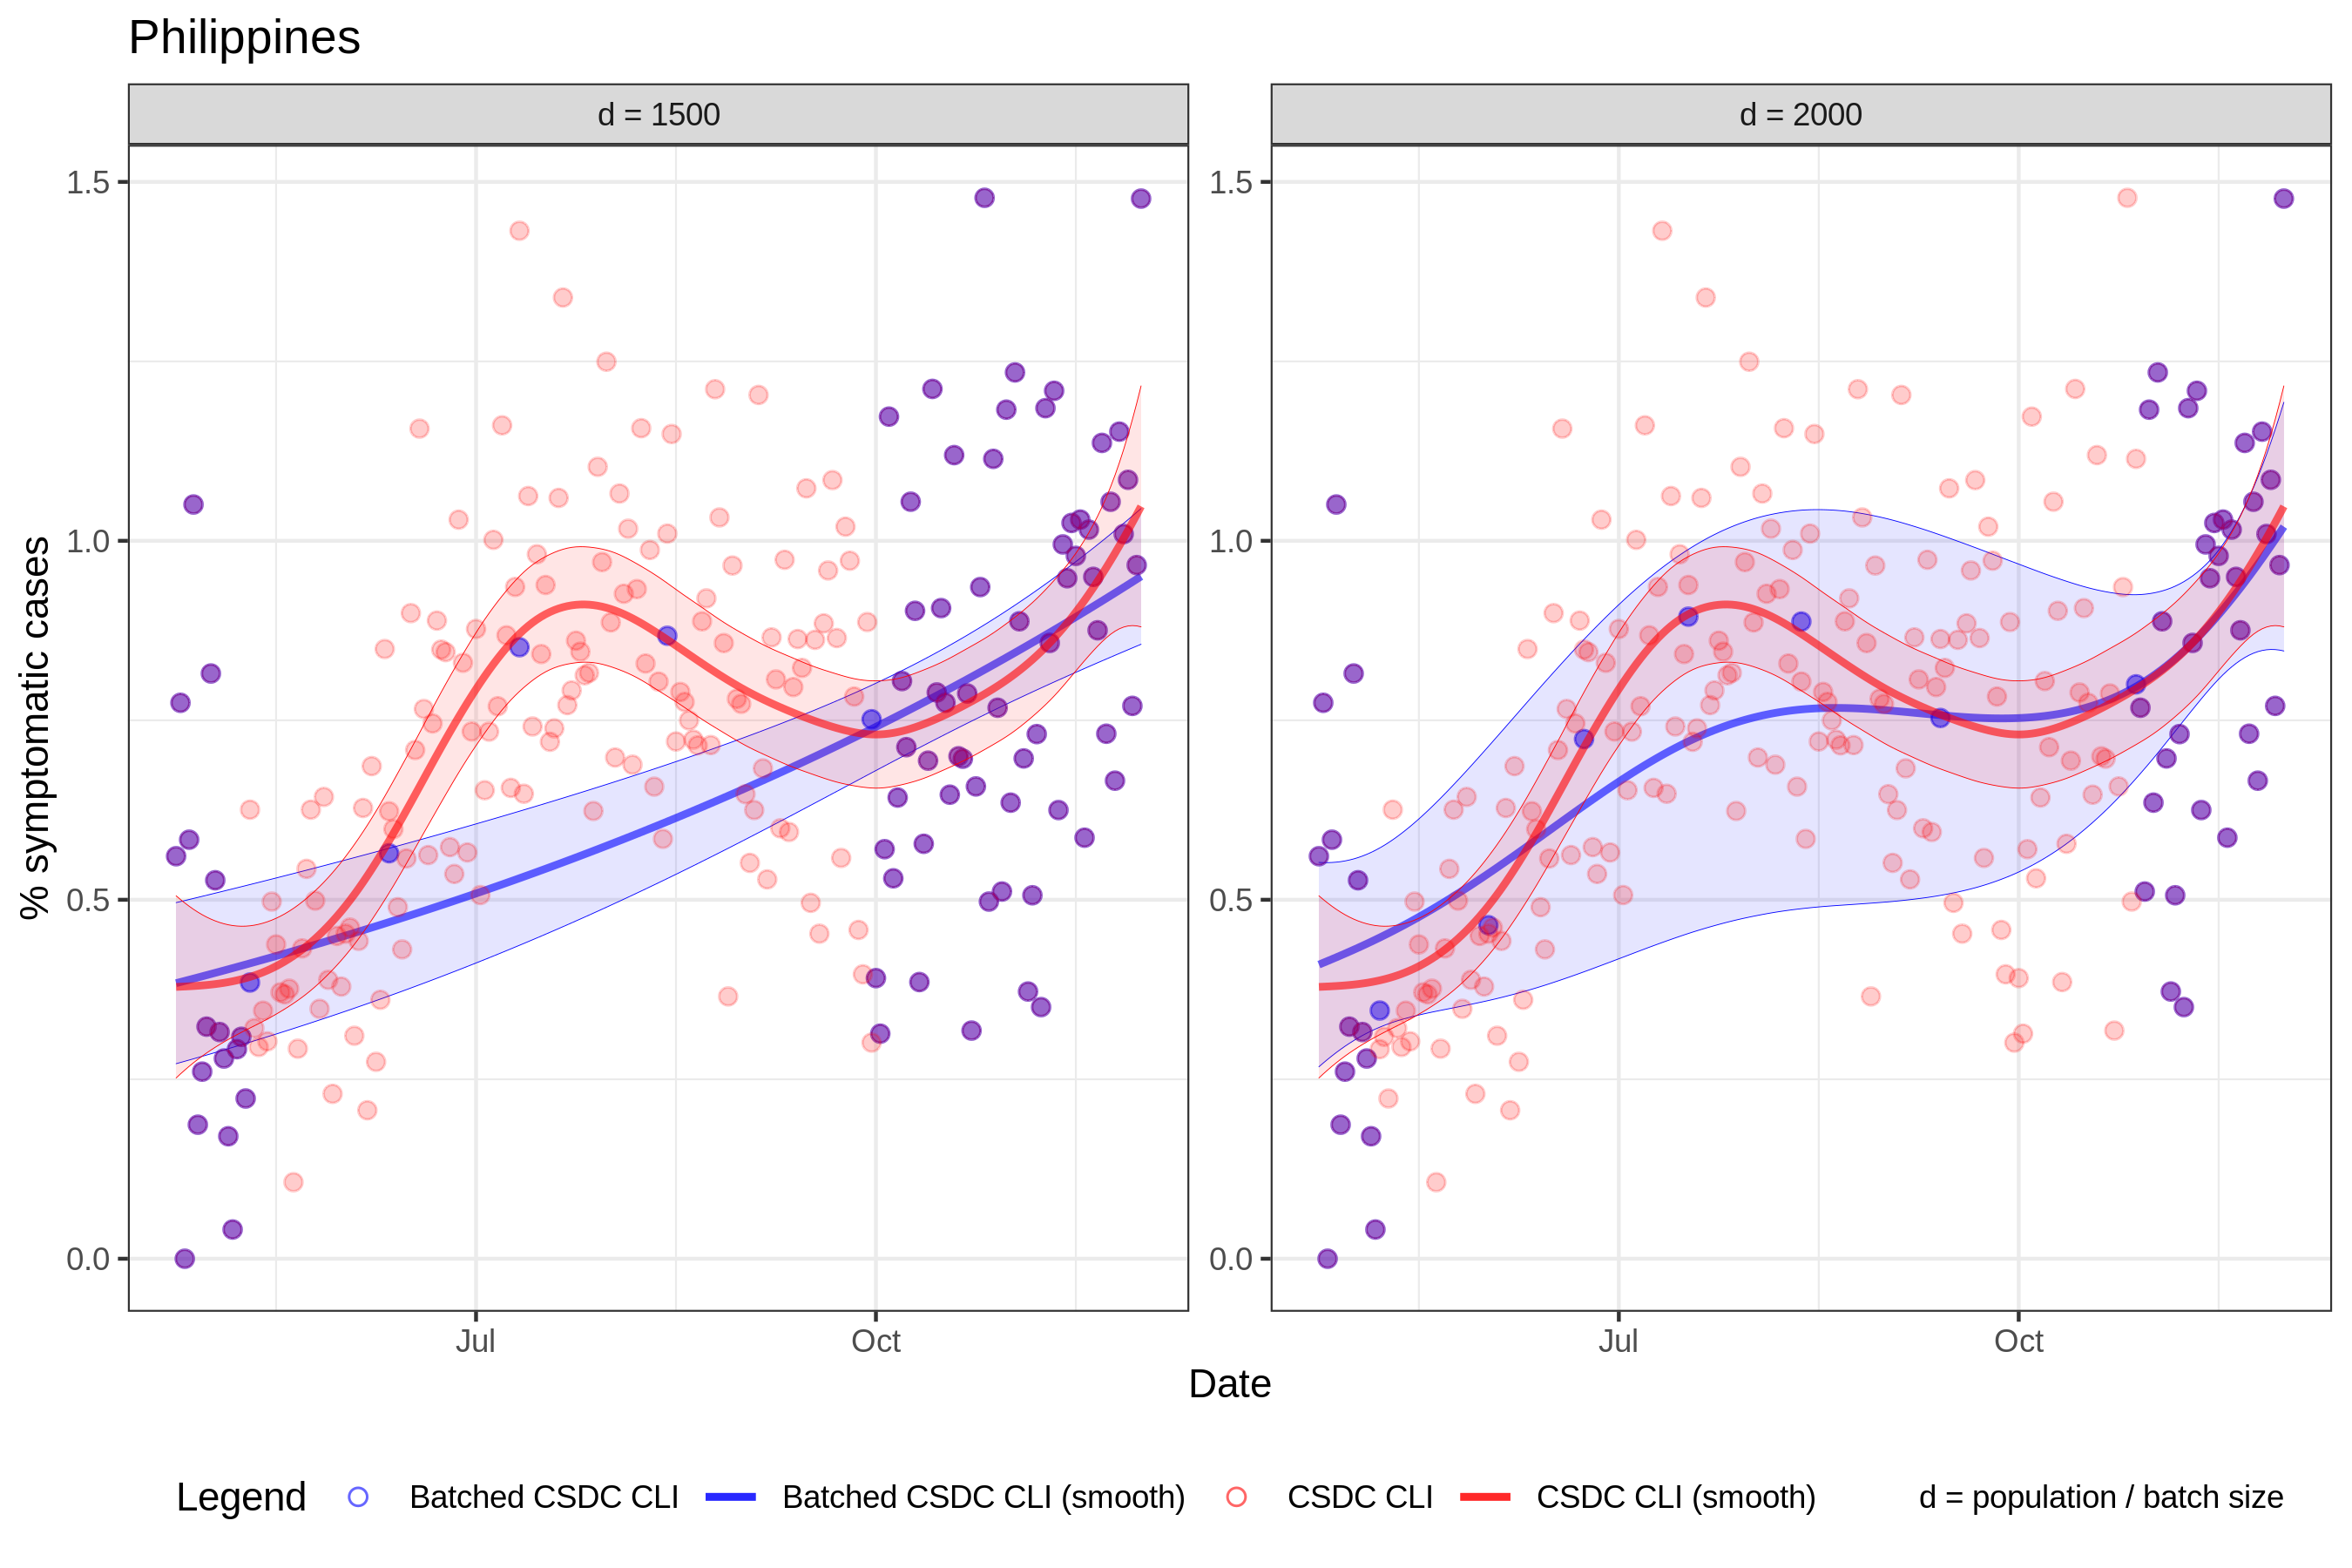 Philippines
d = 1500
d = 2000
% symptomatic cases
1.5
1.0
0.5
0.0
1.5
1.0
0.5
0.0
Jul
Oct
Jul
Oct
Date
Legend
Batched CSDC CLI
Batched CSDC CLI (smooth)
CSDC CLI
CSDC CLI (smooth)
d = population / batch size